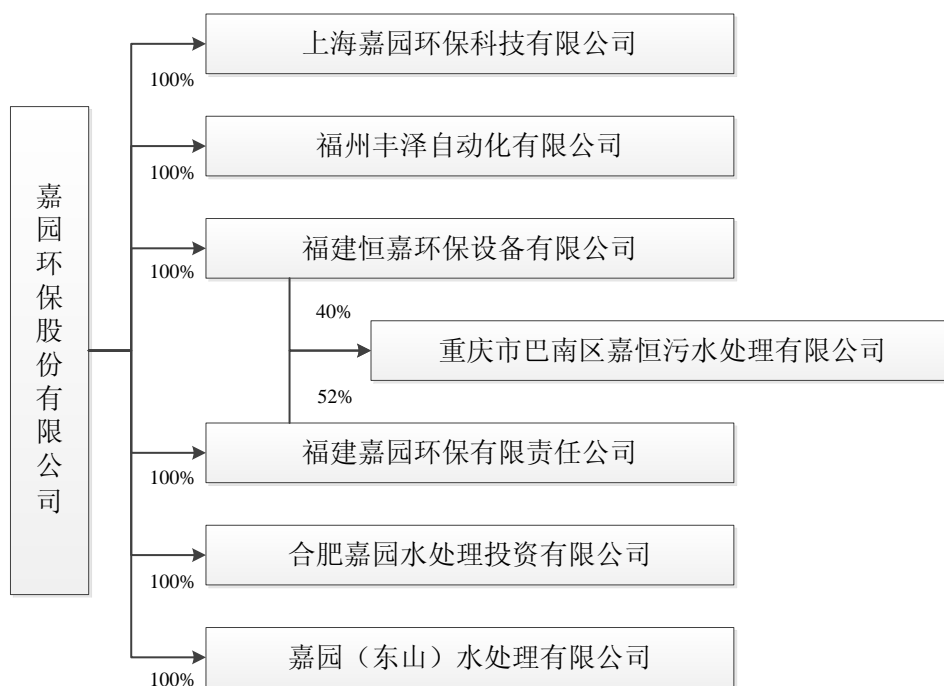 嘉园环保股份有限公司
上海嘉园环保科技有限公司
100%
福州丰泽自动化有限公司
100%
福建恒嘉环保设备有限公司
100%
40%
重庆市巴南区嘉恒污水处理有限公司
52%
福建嘉园环保有限责任公司
100%
合肥嘉园水处理投资有限公司
100%
嘉园（东山）水处理有限公司
100%